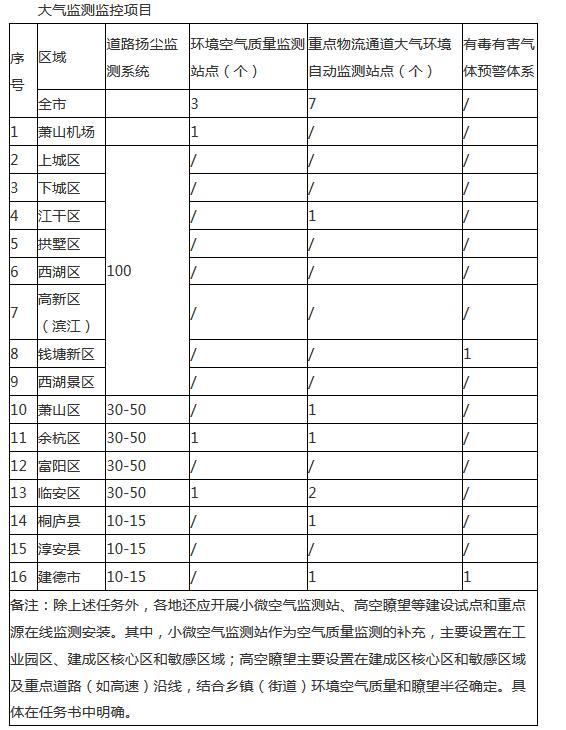 大气监测监控项目
序号 区域 道路扬尘监测系统 环境空气质量监测站点（个） 重点物流通道大气环境自动监测站点（个） 有毒有害气体预警体系
全市 3 7 /
1 萧山机场 1 / /
2 上城区 100 / / /
3 下城区 / / /
4 江干区 / 1 /
5 拱墅区 / / /
6 西湖区 / / /
7 高新区（滨江） / / /
8 钱塘新区 / / 1
9 西湖景区 / / /
10 萧山区 30-50 / 1 /
11 余杭区 30-50 1 1 /
12 富阳区 30-50 / / /
13 临安区 30-50 1 2 /
14 桐庐县 10-15 / 1 /
15 淳安县 10-15 / / /
16 建德市 10-15 / 1 1
备注：除上述任务外，各地还应开展小微空气监测站、高空瞭望等建设试点和重点
源在线监测安装。其中，小微空气监测站作为空气质量监测的补充，主要设置在工
业园区、建成区核心区和敏感区域；高空瞭望主要设置在建成区核心区和敏感区域
及重点道路（如高速）沿线，结合乡镇（街道）环境空气质量和瞭望半径确定。具
体在任务书中明确。